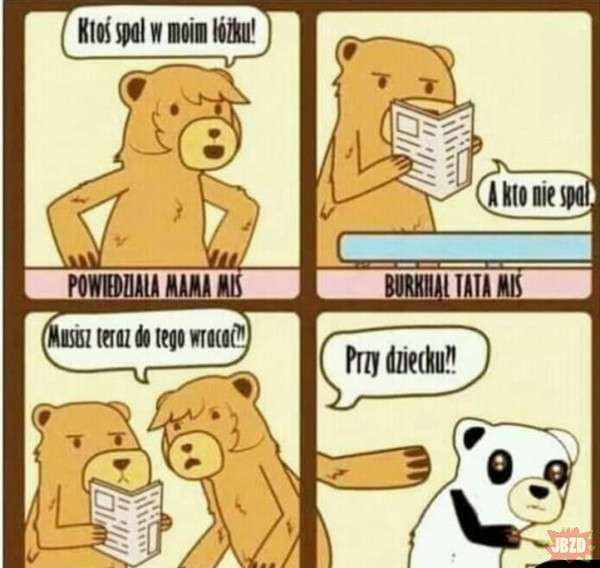 Ktoś spał w moim łóżku!
POWIEDZIAŁA MAMA MIŚ
A kto nie spał.
BURKNĄŁ TATA MIŚ
Musisz teraz do tego wracać?!
Przy dziecku?!
JBZD